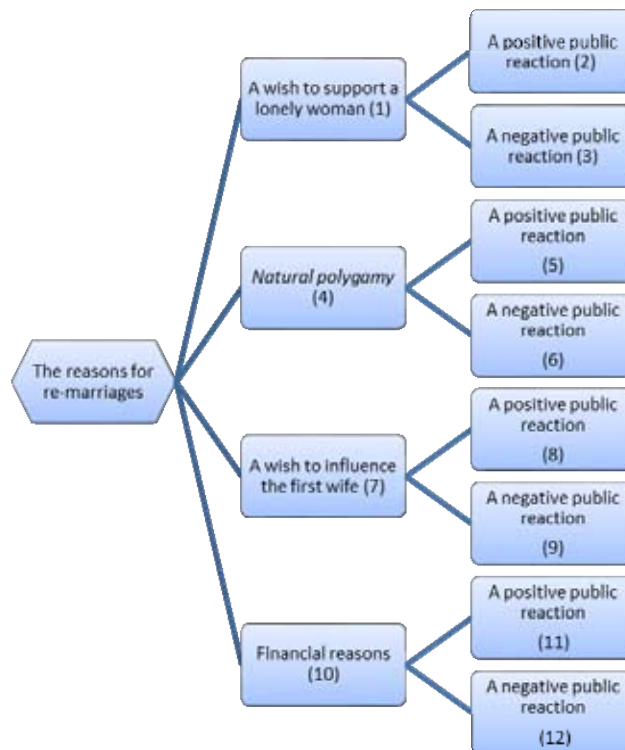 A positive public
reaction (2)
A wish to support a
lonely woman (1)
A negative public
reaction (3)
A positive public
reaction
(5)
Natural polygamy
(4)
A negative public
reaction
(6)
The reasons for
re-marriages
A positive public
reaction
(8)
A wish to influence
the first wife (7)
A negative public
reaction
(9)
A positive public
reaction
(11)
Financial reasons
(10)
A negative public
reaction
(12)